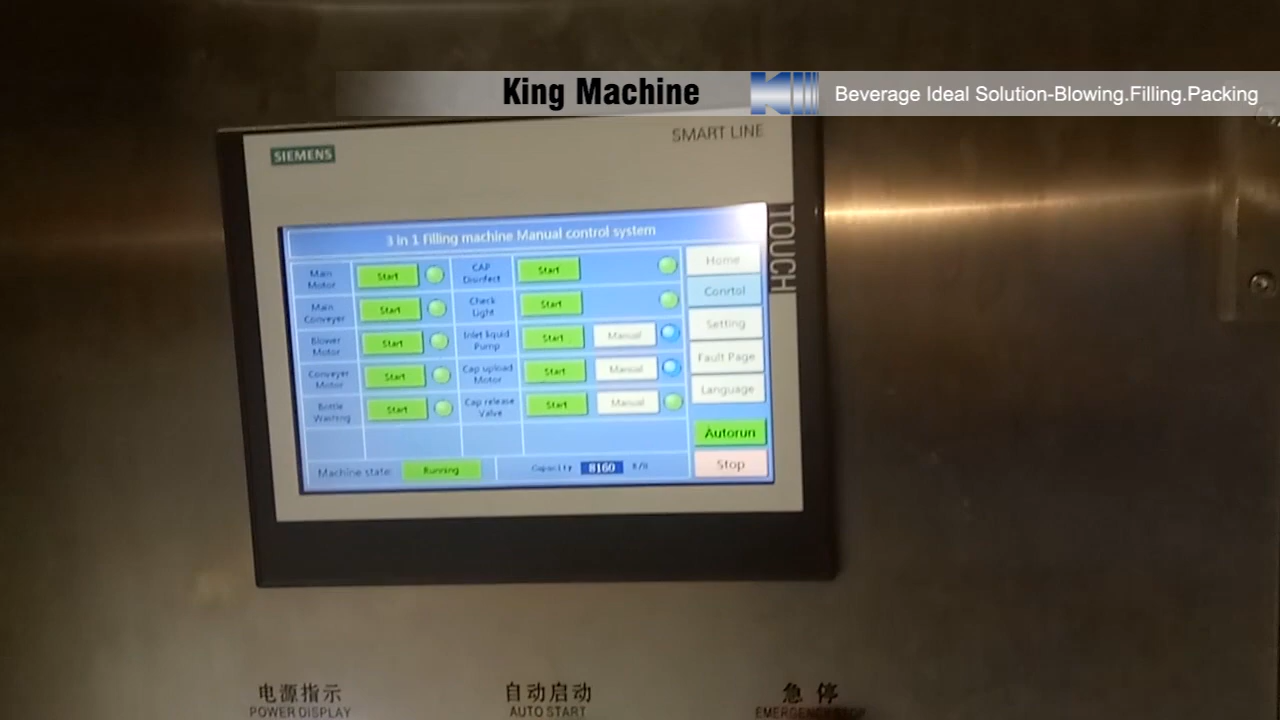 King Machine
Beverage Ideal Solution-Blowing.Filling.Packing
SIEMENS
SMART LINE
TOUCH
3 in 1 Filling machine Manual control system
Main Motor
Start
CAP Disinfect
Start
Home
Main Conveyer
Start
Check Light
Start
Conrtol
Blower Motor
Start
Inlet liquid Pump
Start
Manual
Setting
Conveyer Motor
Start
Cap upload Motor
Start
Manual
Fault Page
Bottle Washing
Start
Cap release Valve
Start
Manual
Language
Autorun
Machine state:
Running
Capacity
8160
B/H
Stop
电源指示
POWER DISPLAY
自动启动
AUTO START
急停
EMERGENCY STOP